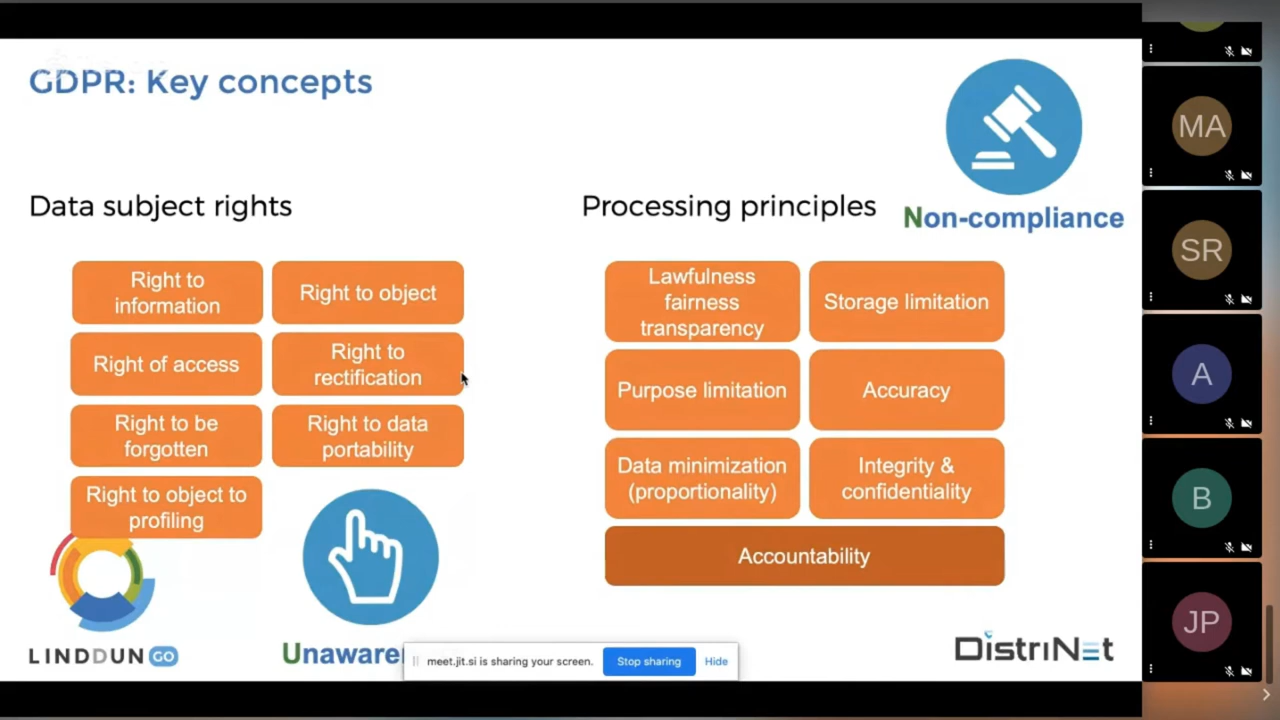 GDPR: Key concepts
Non-compliance
Data subject rights
Processing principles
Right to
information
Right to object
Right of access
Right to
rectification
Right to be
forgotten
Right to data
portability
Right to object to
profiling
Lawfulness
fairness
transparency
Storage limitation
Purpose limitation
Accuracy
Data minimization
(proportionality)
Integrity &
confidentiality
Accountability
LINDDUN GO
Unaware
meet.jit.si is sharing your screen.
Stop sharing
Hide
DistriNet
MA
SR
A
B
JP